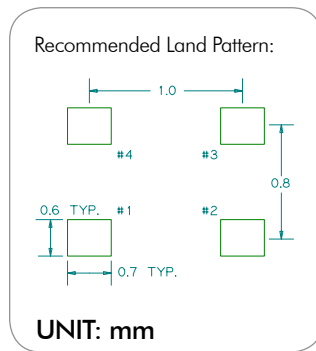 Recommended Land Pattern:
1.0
#4 #3
0.8
0.6 TYP. #1 #2
0.7 TYP.
UNIT: mm